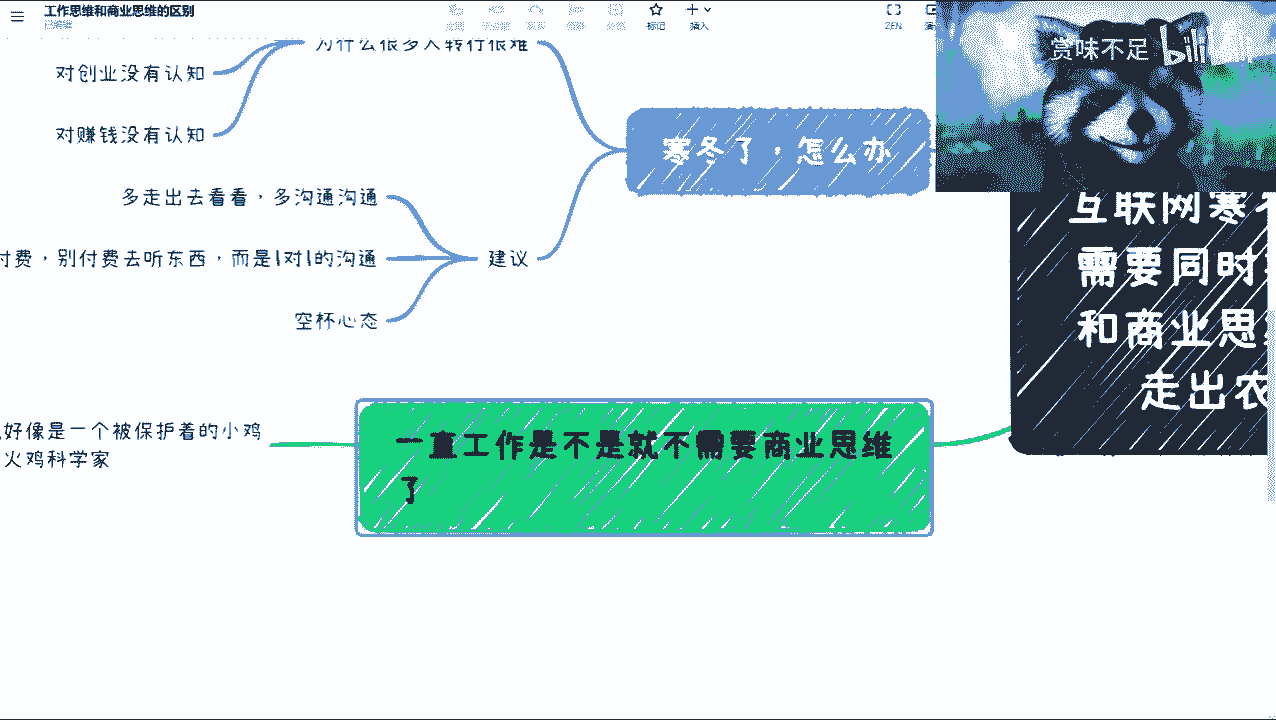 工作思维和商业思维的区别
已编辑
标记
插入
ZEN
赏味不足
bili
为什么很多人转行很难
对创业没有认知
对赚钱没有认知
寒冬了，怎么办
多走出去看看，多沟通沟通
付费，别付费去听东西，而是1对1的沟通
建议
空杯心态
互联网寒
需要同时
和商业思
走出农
好像是一个被保护着的小鸡
火鸡科学家
一直工作是不是就不需要商业思维
了